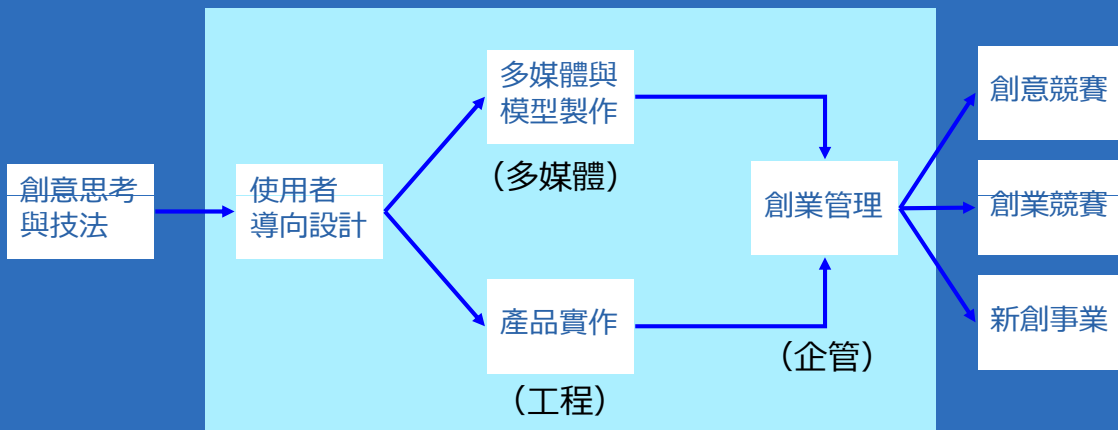 創意思考
與技法
使用者
導向設計
多媒體與
模型製作
（多媒體）
產品實作
（工程）
創業管理
（企管）
創意競賽
創業競賽
新創事業